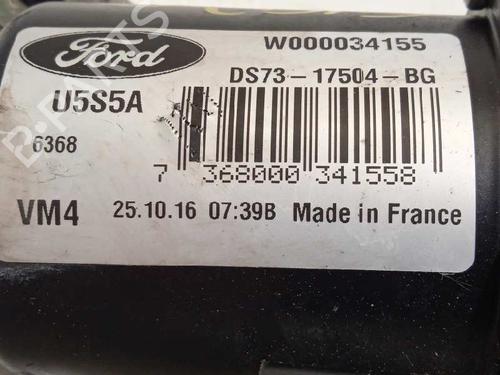 Ford
W000034155
DS73-17504-BG
U5S5A
6368
7 368000 341558
VM4 25.10.16 07:39B Made in France
B-PARTS